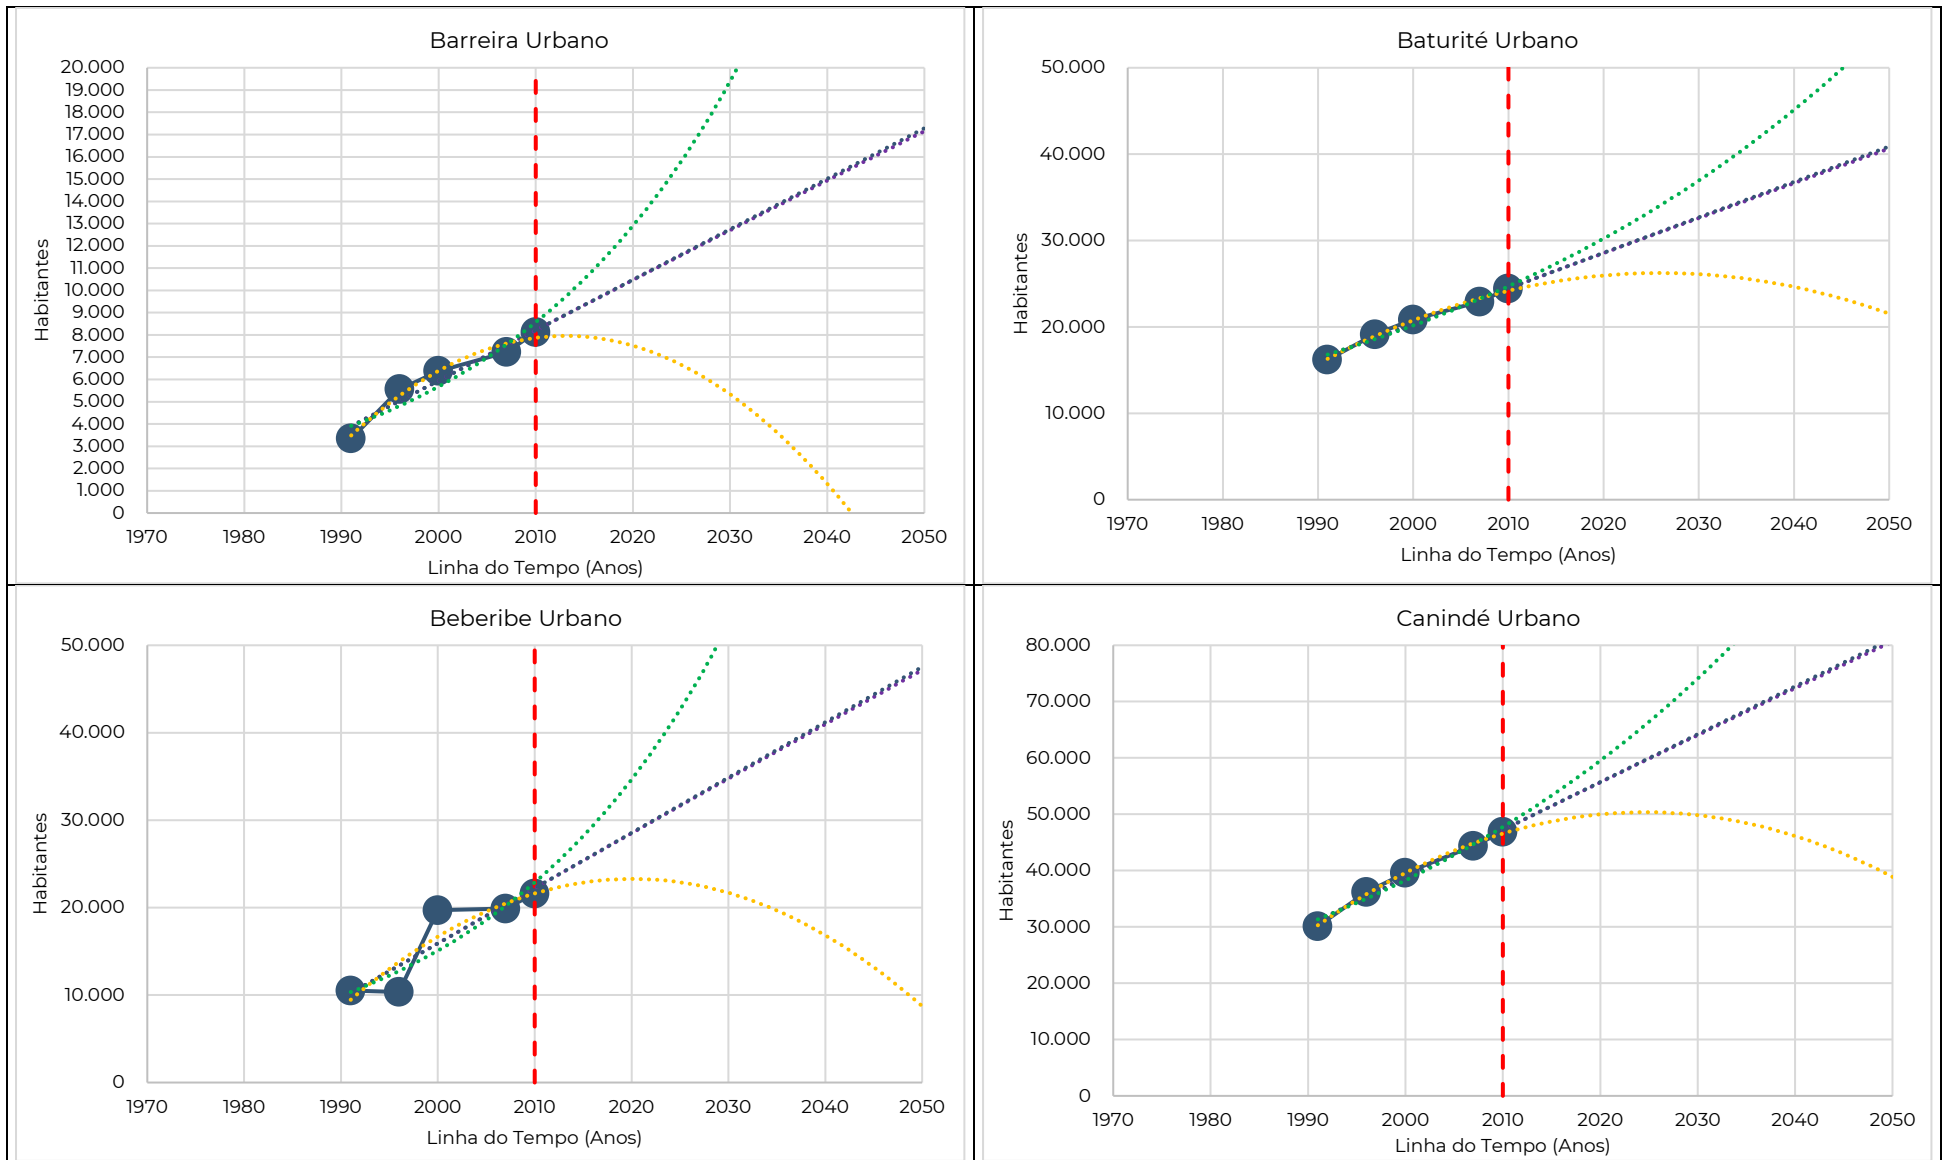 Barreira Urbano
20.000
19.000
18.000
17.000
16.000
15.000
14.000
13.000
12.000
11.000
10.000
9.000
8.000
7.000
6.000
5.000
4.000
3.000
2.000
1.000
0
Habitantes
1970 1980 1990 2000 2010 2020 2030 2040 2050
Linha do Tempo (Anos)
Baturité Urbano
50.000
40.000
30.000
20.000
10.000
0
Habitantes
1970 1980 1990 2000 2010 2020 2030 2040 2050
Linha do Tempo (Anos)
Beberibe Urbano
50.000
40.000
30.000
20.000
10.000
0
Habitantes
1970 1980 1990 2000 2010 2020 2030 2040 2050
Linha do Tempo (Anos)
Canindé Urbano
80.000
70.000
60.000
50.000
40.000
30.000
20.000
10.000
0
Habitantes
1970 1980 1990 2000 2010 2020 2030 2040 2050
Linha do Tempo (Anos)